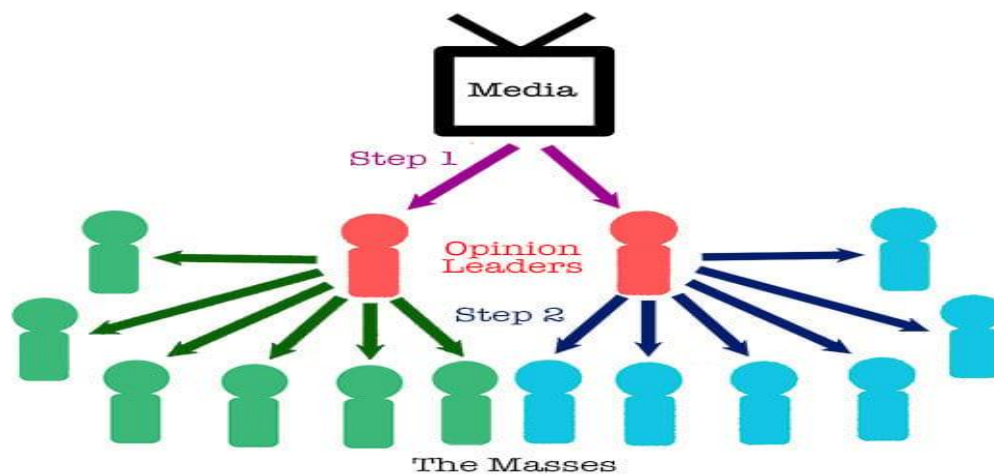 Media
Step 1
Opinion
Leaders
Step 2
The Masses